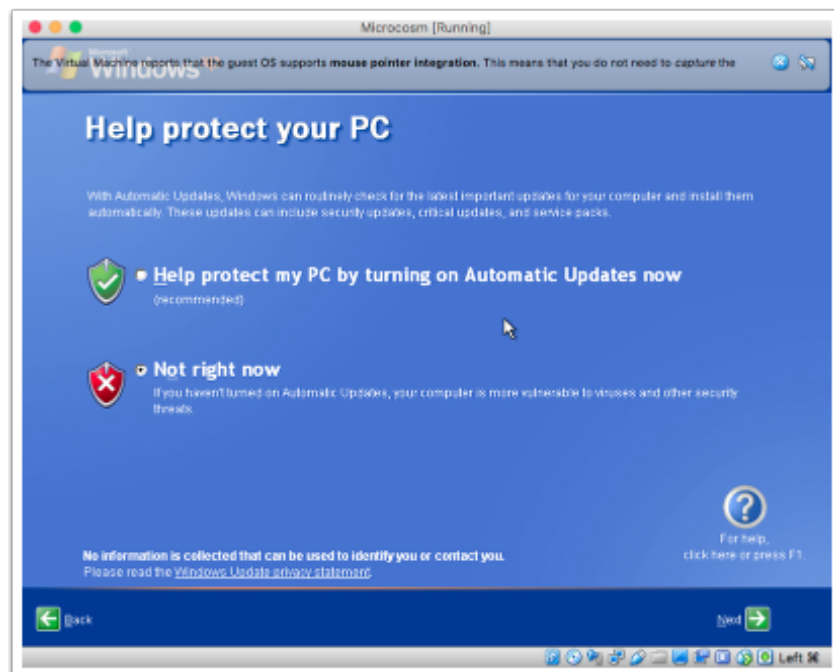 Microcosm [Running]
Microsoft
Windows
The Virtual Machine reports that the guest OS supports mouse pointer integration. This means that you do not need to capture the
Help protect your PC
With Automatic Updates, Windows can routinely check for the latest important updates for your computer and install them
automatically. These updates can include security updates, critical updates, and service packs.
Help protect my PC by turning on Automatic Updates now
(recommended)
Not right now
If you haven't turned on Automatic Updates, your computer is more vulnerable to viruses and other security
threats.
For help,
click here or press F1.
No information is collected that can be used to identify you or contact you.
Please read the Windows Update privacy statement.
Back
Next
Left ⌘